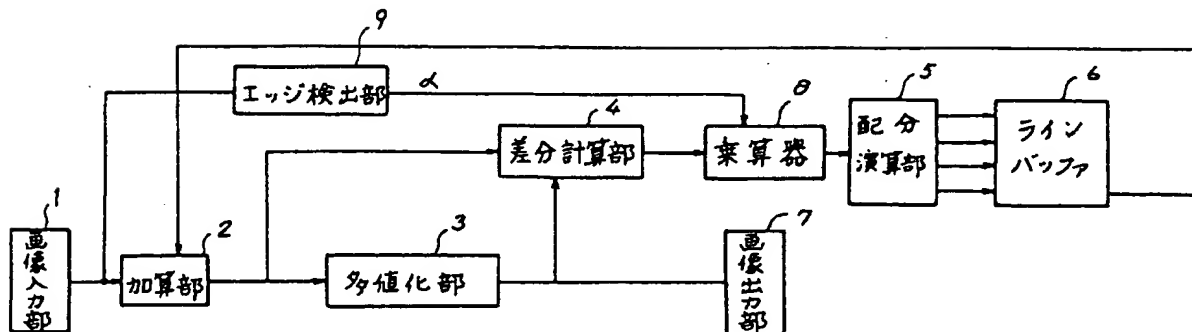 9
エッジ検出部
α
4
差分計算部
8
乗算器
5
配分
演算部
6
ライン
バッファ
1
画像入力部
2
加算部
3
多値化部
7
画像出力部